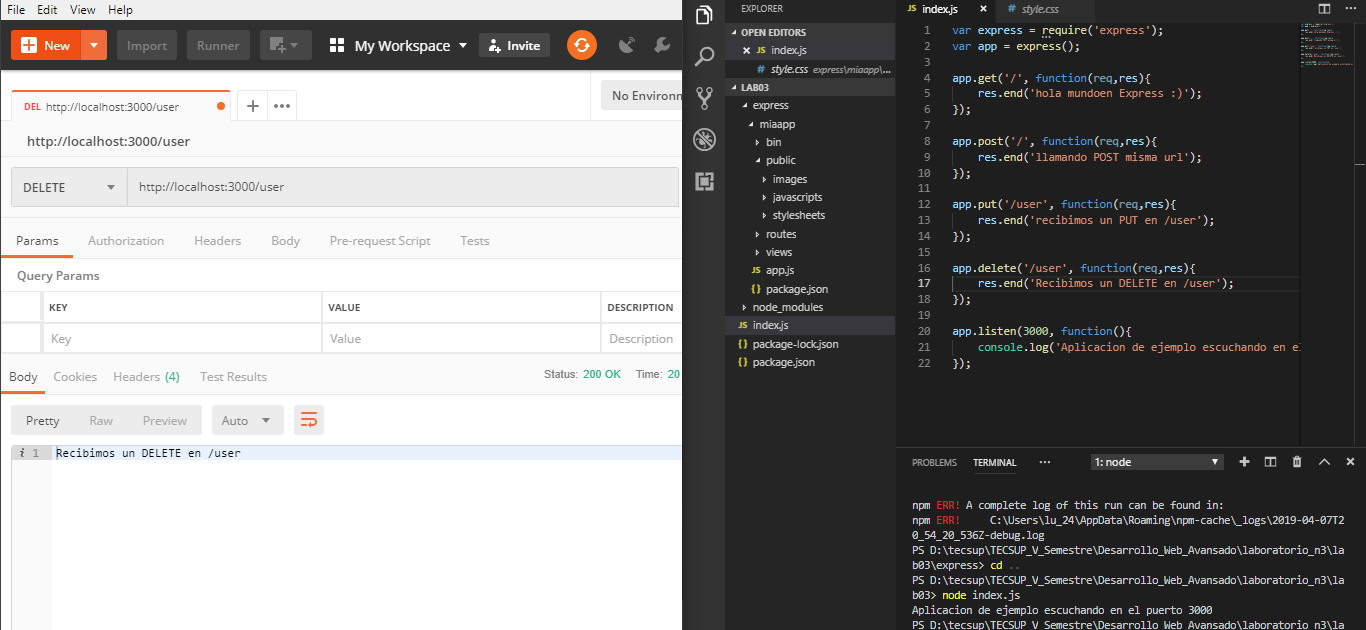 File Edit View Help
New Import Runner My Workspace Invite
DEL http://localhost:3000/user
No Environn
http://localhost:3000/user
DELETE http://localhost:3000/user
Params Authorization Headers Body Pre-request Script Tests
Query Params
KEY VALUE DESCRIPTION
Key Value Description
Body Cookies Headers (4) Test Results Status: 200 OK Time: 20
Pretty Raw Preview Auto
i 1 Recibimos un DELETE en /user
EXPLORER
OPEN EDITORS
JS index.js
# style.css express\miaapp\...
LAB03
express
miaapp
bin
public
images
javascripts
stylesheets
routes
views
JS app.js
{} package.json
node_modules
JS index.js
{} package-lock.json
{} package.json
JS index.js # style.css
1 var express = require('express');
2 var app = express();
3
4 app.get('/', function(req,res){
5 res.end('hola mundoen Express :)');
6 });
7
8 app.post('/', function(req,res){
9 res.end('llamando POST misma url');
10 });
11
12 app.put('/user', function(req,res){
13 res.end('recibimos un PUT en /user');
14 });
15
16 app.delete('/user', function(req,res){
17 res.end('Recibimos un DELETE en /user');
18 });
19
20 app.listen(3000, function(){
21 console.log('Aplicacion de ejemplo escuchando en e
22 });
PROBLEMS TERMINAL ... 1: node
npm ERR! A complete log of this run can be found in:
npm ERR! C:\Users\lu_24\AppData\Roaming\npm-cache\_logs\2019-04-07T2
0_54_20_536Z-debug.log
PS D:\tecsup\TECSUP_V_Semestre\Desarrollo_Web_Avansado\laboratorio_n3\la
b03\express> cd ..
PS D:\tecsup\TECSUP_V_Semestre\Desarrollo_Web_Avansado\laboratorio_n3\la
b03> node index.js
Aplicacion de ejemplo escuchando en el puerto 3000
PS D:\tecsup\TECSUP_V_Semestre\Desarrollo_Web_Avansado\laboratorio_n3\la